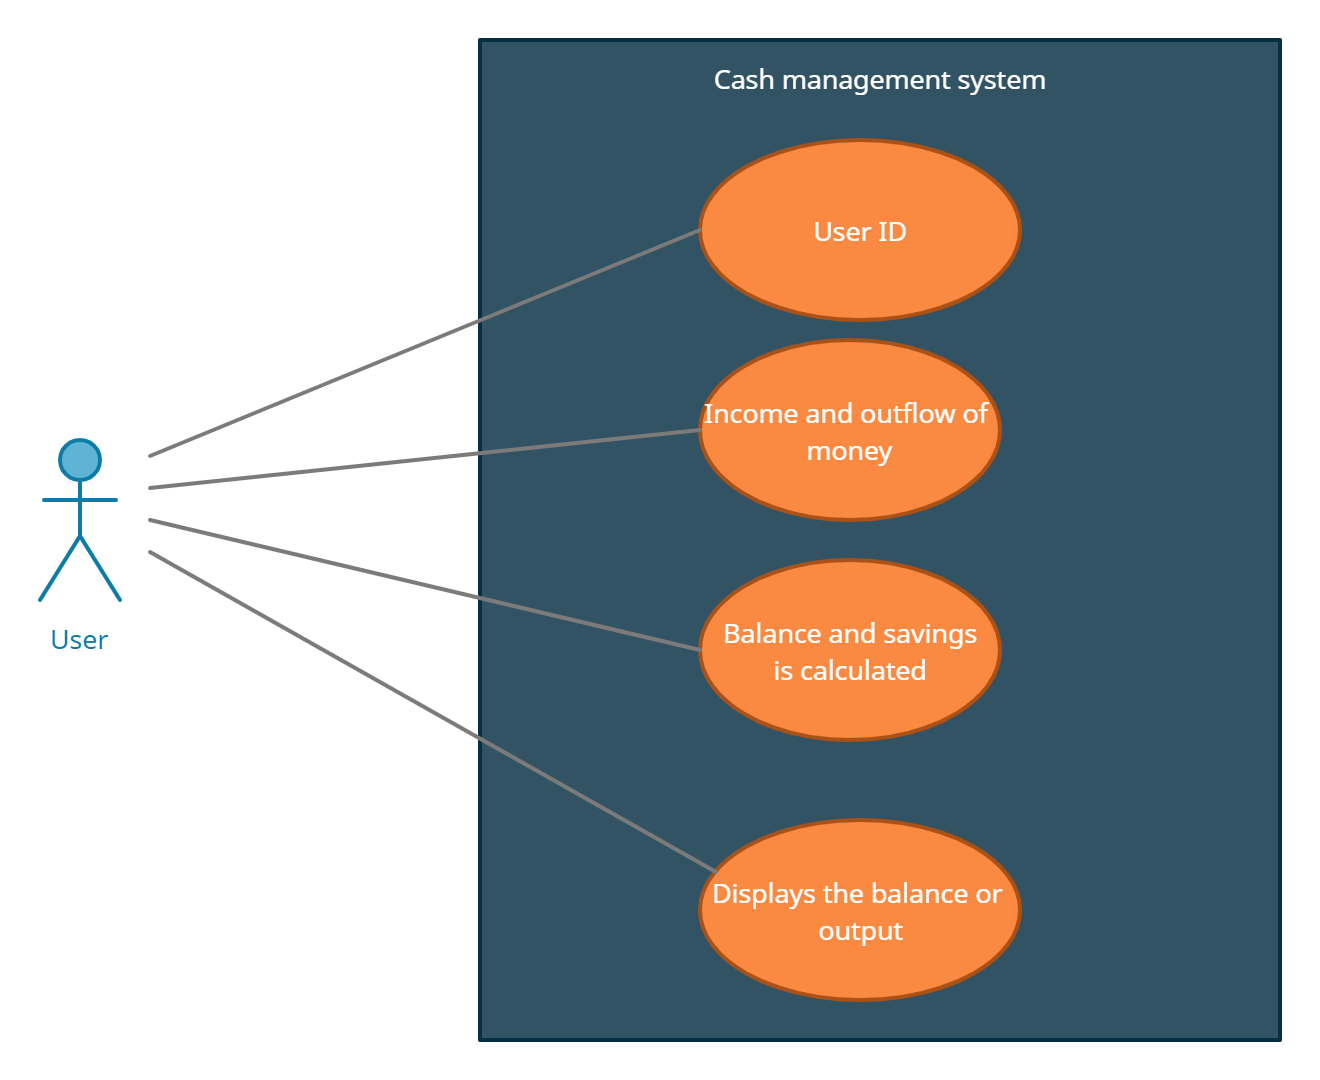 Cash management system
User ID
Income and outflow of
money
Balance and savings
is calculated
Displays the balance or
output
User